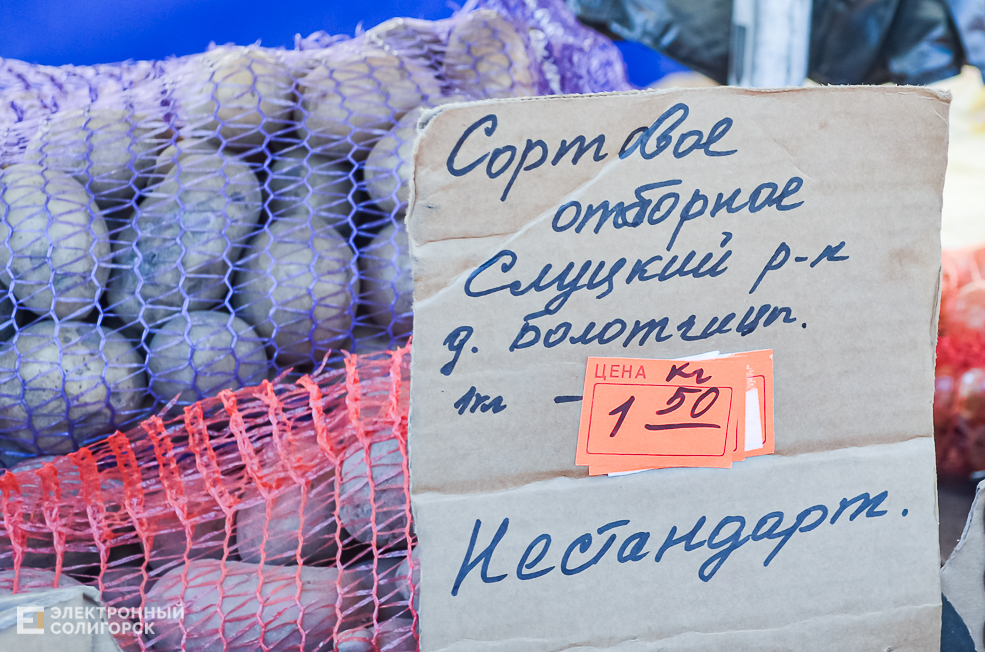 Сортовое
отборное
Слуцкий р-н
д. Болотчицы.
1кг -
ЦЕНА кг
1 50
Нестандарт.
ЭЛЕКТРОННЫЙ
СОЛИГОРСК